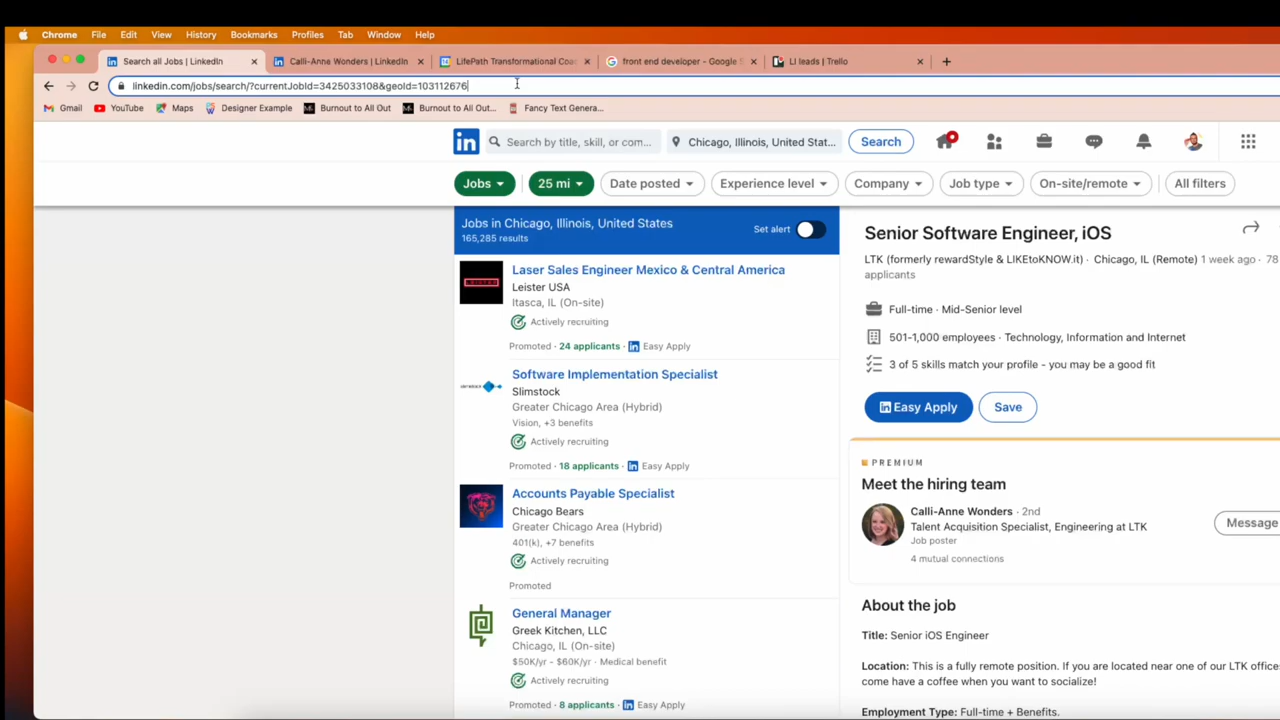 Chrome File Edit View History Bookmarks Profiles Tab Window Help
Search all Jobs | LinkedIn
Calli-Anne Wonders | LinkedIn
LifePath Transformational Coa
front end developer - Google S
LI leads | Trello
linkedin.com/jobs/search/?currentJobId=3425033108&geoId=103112676
Gmail YouTube Maps Designer Example Burnout to All Out Burnout to All Out... Fancy Text Genera...
in Search by title, skill, or com... Chicago, Illinois, United Stat... Search
Jobs 25 mi Date posted Experience level Company Job type On-site/remote All filters
Jobs in Chicago, Illinois, United States
165,285 results
Set alert
Laser Sales Engineer Mexico & Central America
LEISTER
Leister USA
Itasca, IL (On-site)
Actively recruiting
Promoted · 24 applicants · in Easy Apply
Software Implementation Specialist
slimstock
Slimstock
Greater Chicago Area (Hybrid)
Vision, +3 benefits
Actively recruiting
Promoted · 18 applicants · in Easy Apply
Accounts Payable Specialist
Chicago Bears
Greater Chicago Area (Hybrid)
401(k), +7 benefits
Actively recruiting
Promoted
General Manager
Greek Kitchen, LLC
Chicago, IL (On-site)
$50K/yr - $60K/yr · Medical benefit
Actively recruiting
Promoted · 8 applicants · in Easy Apply
Senior Software Engineer, iOS
LTK (formerly rewardStyle & LIKEtoKNOW.it) · Chicago, IL (Remote) 1 week ago · 78
applicants
Full-time · Mid-Senior level
501-1,000 employees · Technology, Information and Internet
3 of 5 skills match your profile - you may be a good fit
in Easy Apply Save
PREMIUM
Meet the hiring team
Calli-Anne Wonders · 2nd
Talent Acquisition Specialist, Engineering at LTK
Job poster
4 mutual connections
Message
About the job
Title: Senior iOS Engineer
Location: This is a fully remote position. If you are located near one of our LTK offices
come have a coffee when you want to socialize!
Employment Type: Full-time + Benefits.